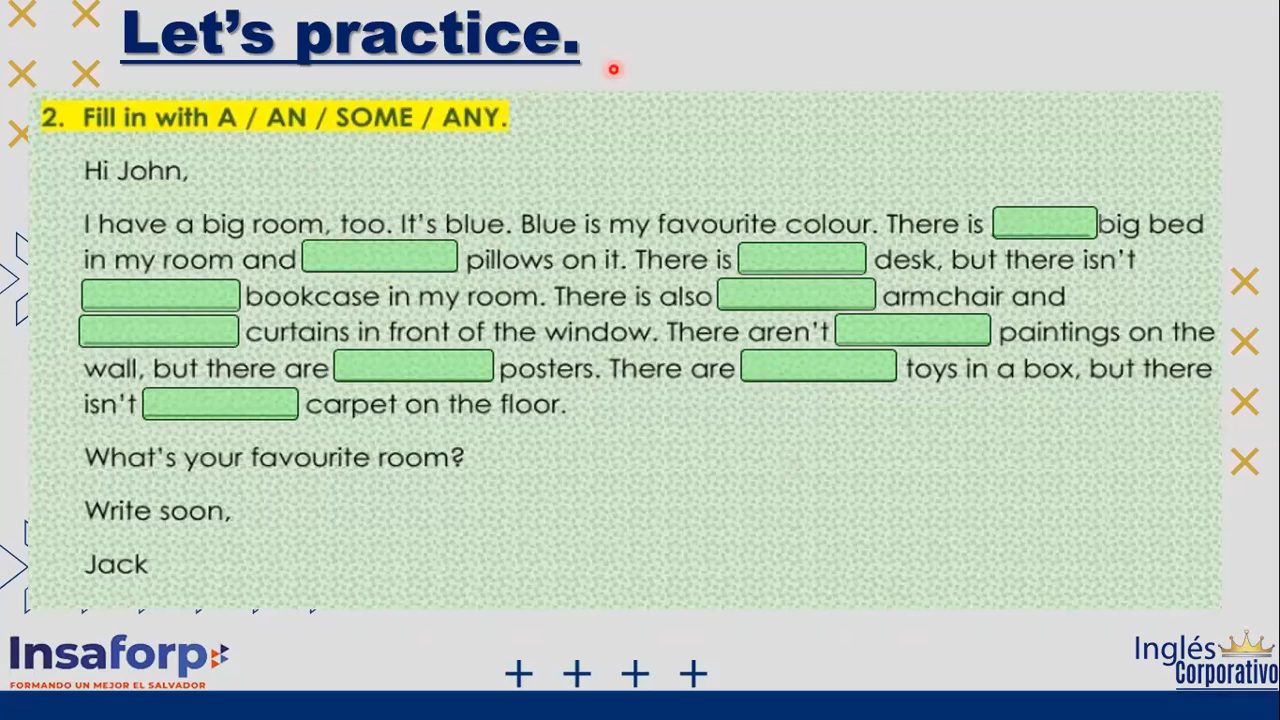 Let's practice.
2. Fill in with A / AN / SOME / ANY.
Hi John,
I have a big room, too. It's blue. Blue is my favourite colour. There is big bed
in my room and pillows on it. There is desk, but there isn't
bookcase in my room. There is also armchair and
curtains in front of the window. There aren't paintings on the
wall, but there are posters. There are toys in a box, but there
isn't carpet on the floor.
What's your favourite room?
Write soon,
Jack
Insaforp
FORMANDO UN MEJOR EL SALVADOR
Inglés
Corporativo